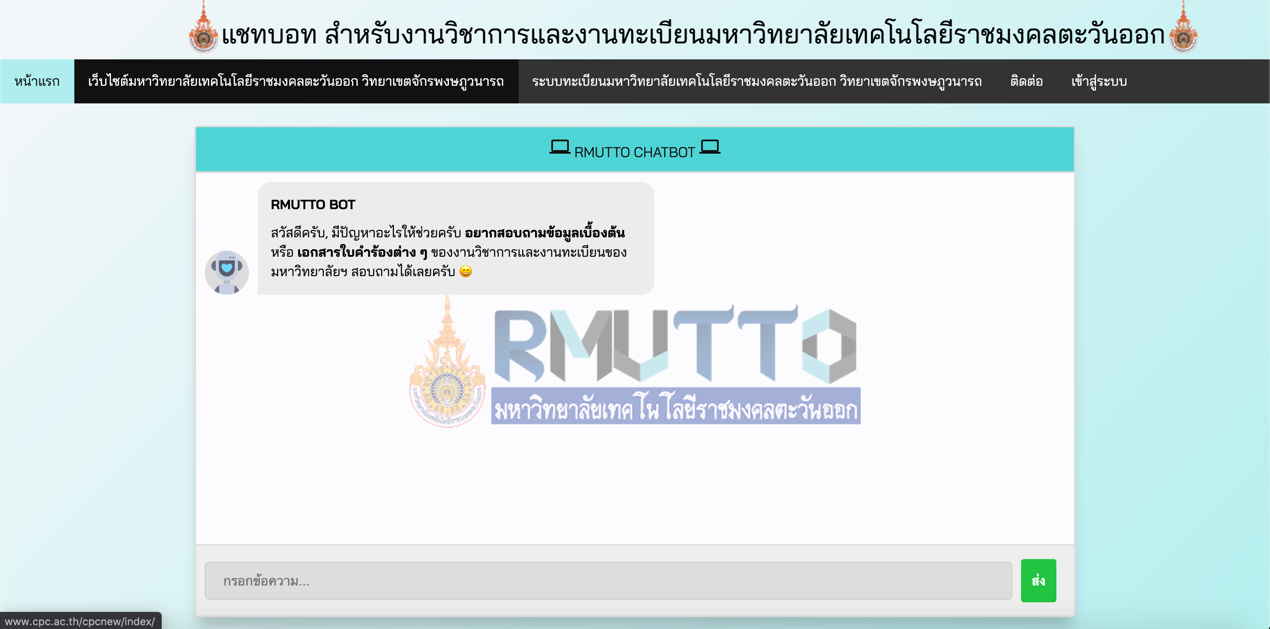 แชทบอท สำหรับงานวิชาการและงานทะเบียนมหาวิทยาลัยเทคโนโลยีราชมงคลตะวันออก
หน้าแรก เว็บไซต์มหาวิทยาลัยเทคโนโลยีราชมงคลตะวันออก วิทยาเขตจักรพงษภูวนารถ ระบบทะเบียนมหาวิทยาลัยเทคโนโลยีราชมงคลตะวันออก วิทยาเขตจักรพงษภูวนารถ ติดต่อ เข้าสู่ระบบ
RMUTTO CHATBOT
RMUTTO BOT
สวัสดีครับ, มีปัญหาอะไรให้ช่วยครับ อยากสอบถามข้อมูลเบื้องต้น
หรือ เอกสารใบคำร้องต่าง ๆ ของงานวิชาการและงานทะเบียนของ
มหาวิทยาลัยฯ สอบถามได้เลยครับ 😄
RMUTTO
มหาวิทยาลัยเทคโนโลยีราชมงคลตะวันออก
กรอกข้อความ... ส่ง
www.cpc.ac.th/cpcnew/index/